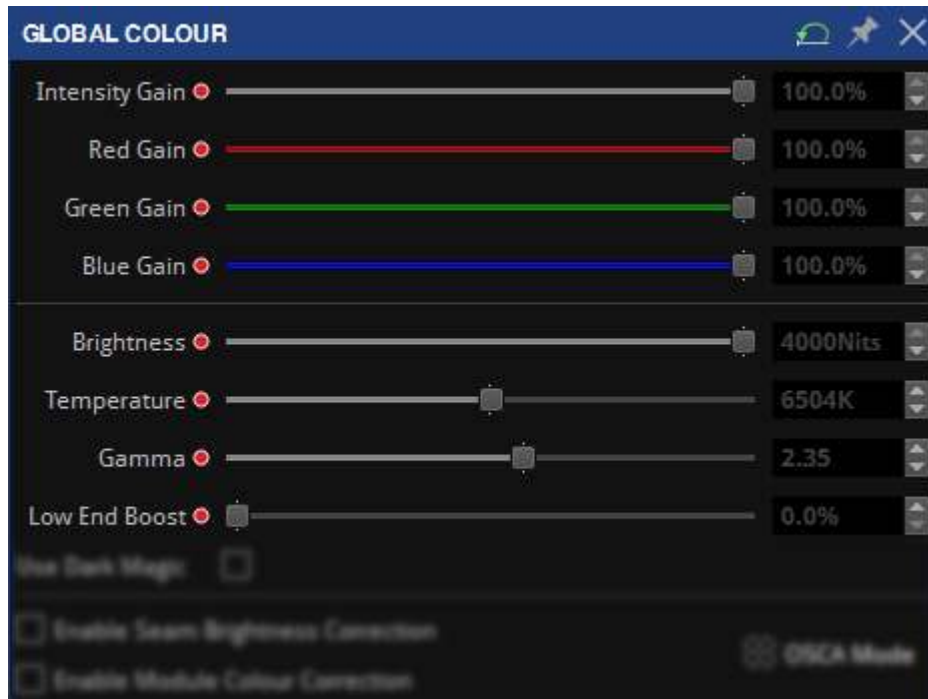 GLOBAL COLOUR
Intensity Gain 100.0%
Red Gain 100.0%
Green Gain 100.0%
Blue Gain 100.0%
Brightness 4000Nits
Temperature 6504K
Gamma 2.35
Low End Boost 0.0%
Use Dark Magic
Enable Seam Brightness Correction
OSCA Mode
Enable Module Colour Correction